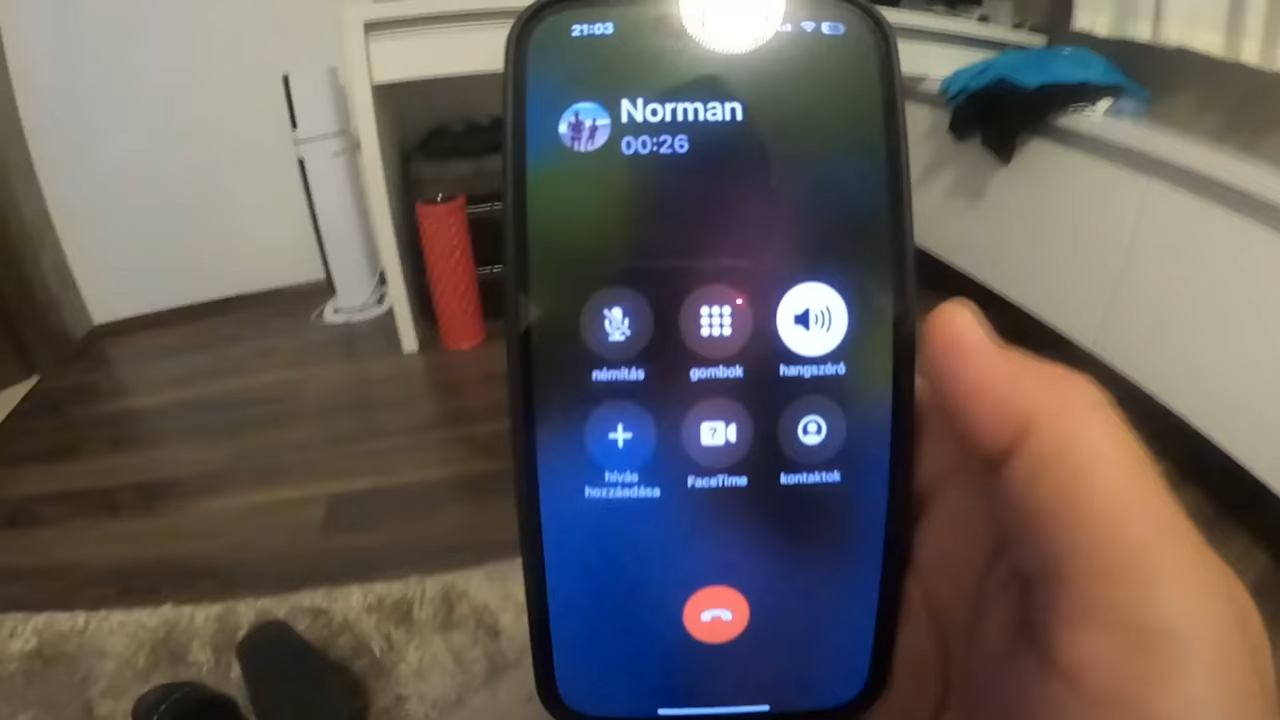 21:03
Norman
00:26
némítás
gombok
hangszóró
hívás
hozzáadása
FaceTime
kontaktok